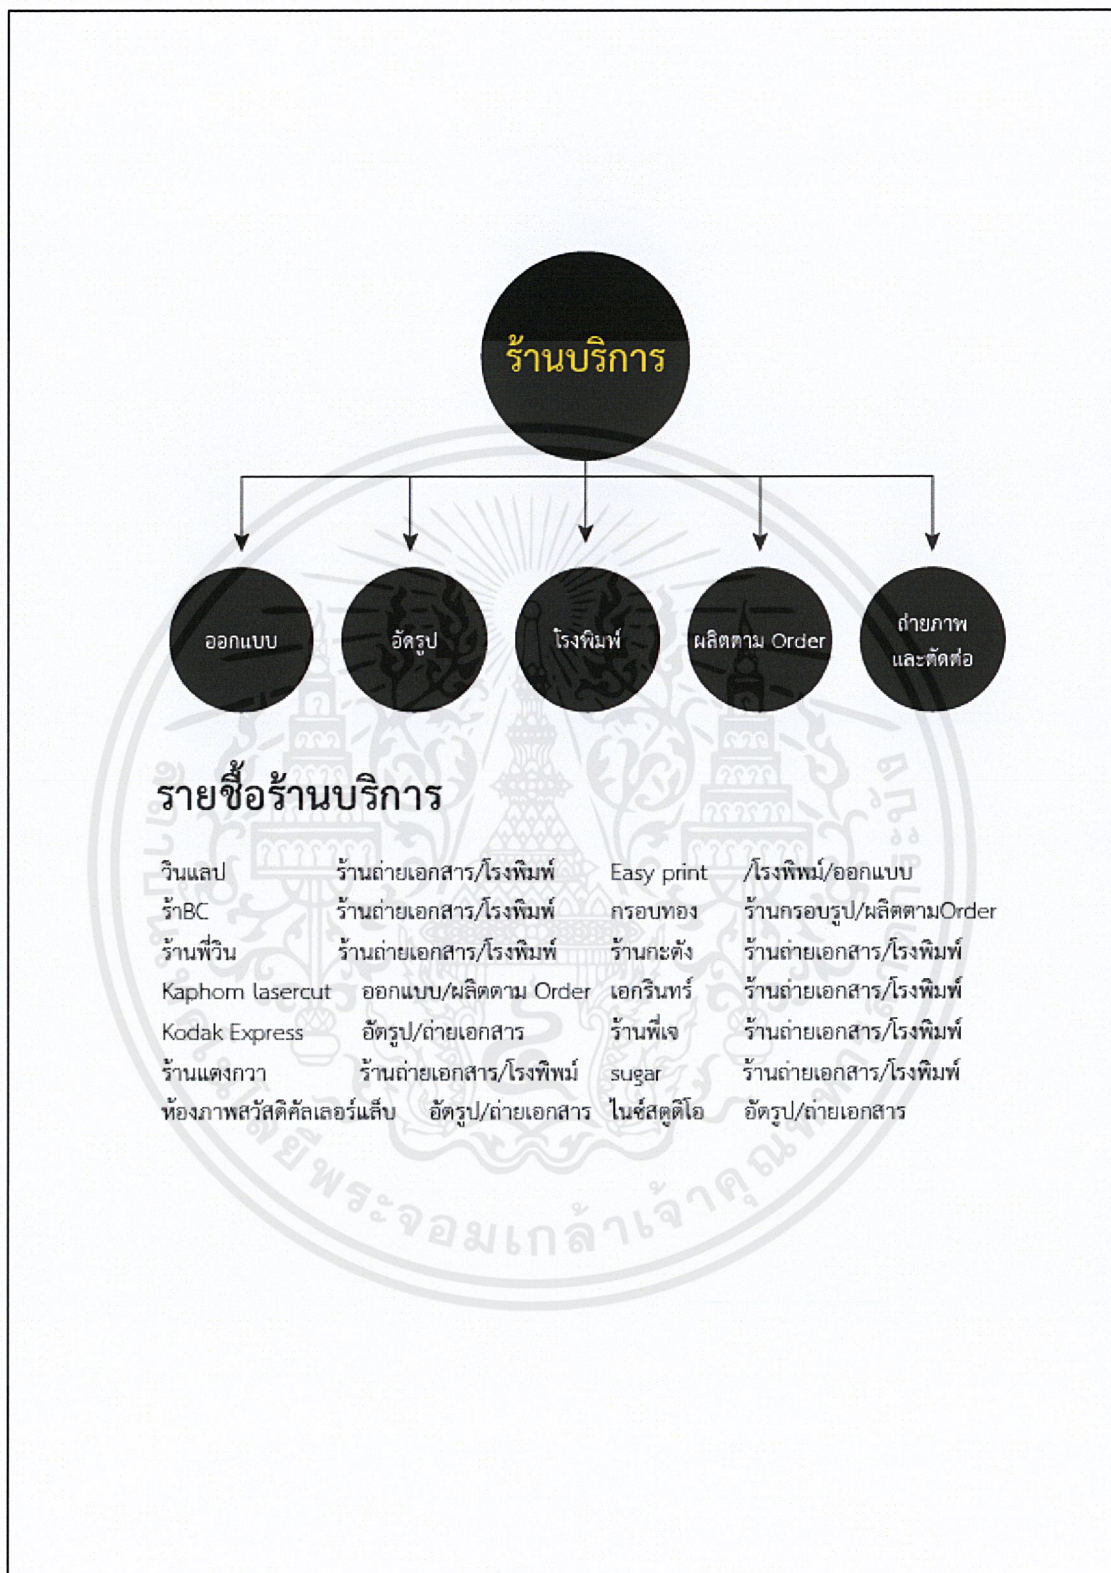 ร้านบริการ
ออกแบบ
อัดรูป
โรงพิมพ์
ผลิตตาม Order
ถ่ายภาพ
และตัดต่อ
รายชื้อร้านบริการ
วินแลป ร้านถ่ายเอกสาร/โรงพิมพ์ Easy print /โรงพิพม์/ออกแบบ
ร้าBC ร้านถ่ายเอกสาร/โรงพิมพ์ กรอบทอง ร้านกรอบรูป/ผลิตตามOrder
ร้านพี่วิน ร้านถ่ายเอกสาร/โรงพิมพ์ ร้านกะตัง ร้านถ่ายเอกสาร/โรงพิมพ์
Kaphorn lasercut ออกแบบ/ผลิตตาม Order เอกรินทร์ ร้านถ่ายเอกสาร/โรงพิมพ์
Kodak Express อัดรูป/ถ่ายเอกสาร ร้านพี่เจ ร้านถ่ายเอกสาร/โรงพิมพ์
ร้านแตงกวา ร้านถ่ายเอกสาร/โรงพิพม์ sugar ร้านถ่ายเอกสาร/โรงพิมพ์
ห้องภาพสวัสดิคัลเลอร์แล็บ อัดรูป/ถ่ายเอกสาร ไนซ์สตูดิโอ อัดรูป/ถ่ายเอกสาร